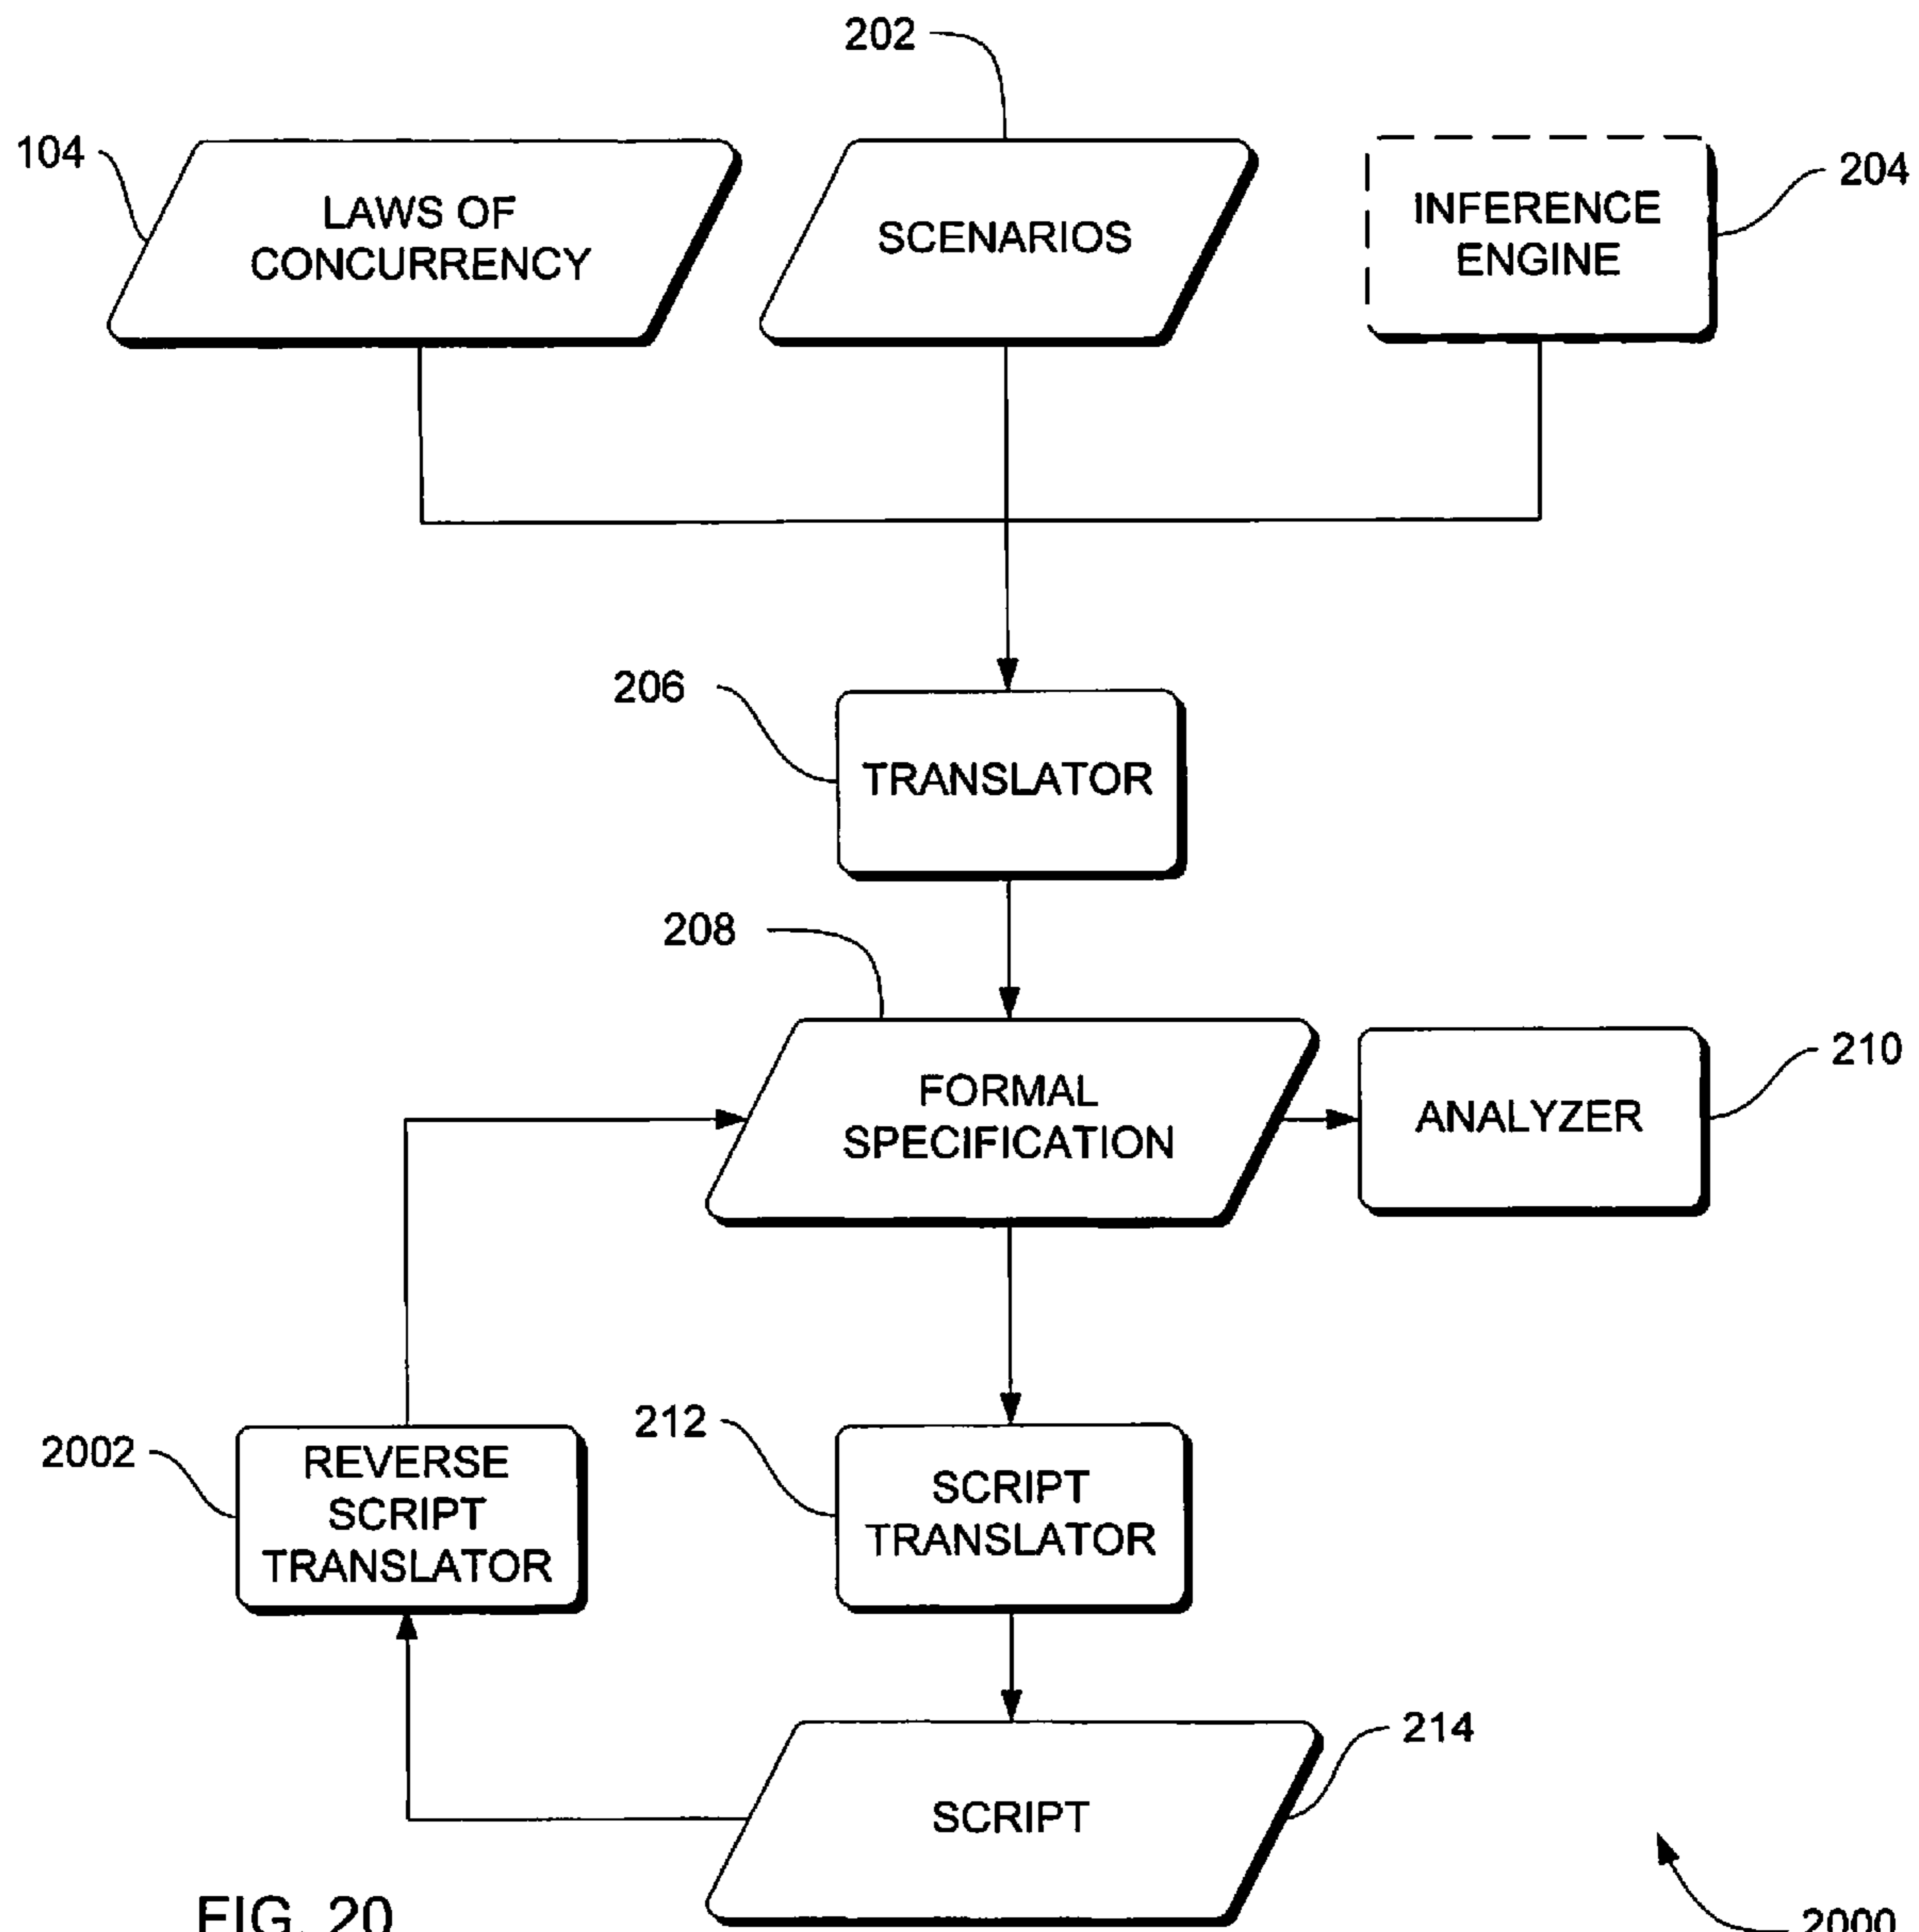 202
104
LAWS OF
CONCURRENCY
SCENARIOS
INFERENCE
ENGINE
204
206
TRANSLATOR
208
FORMAL
SPECIFICATION
ANALYZER
210
2002
REVERSE
SCRIPT
TRANSLATOR
212
SCRIPT
TRANSLATOR
214
SCRIPT
FIG. 20
2000